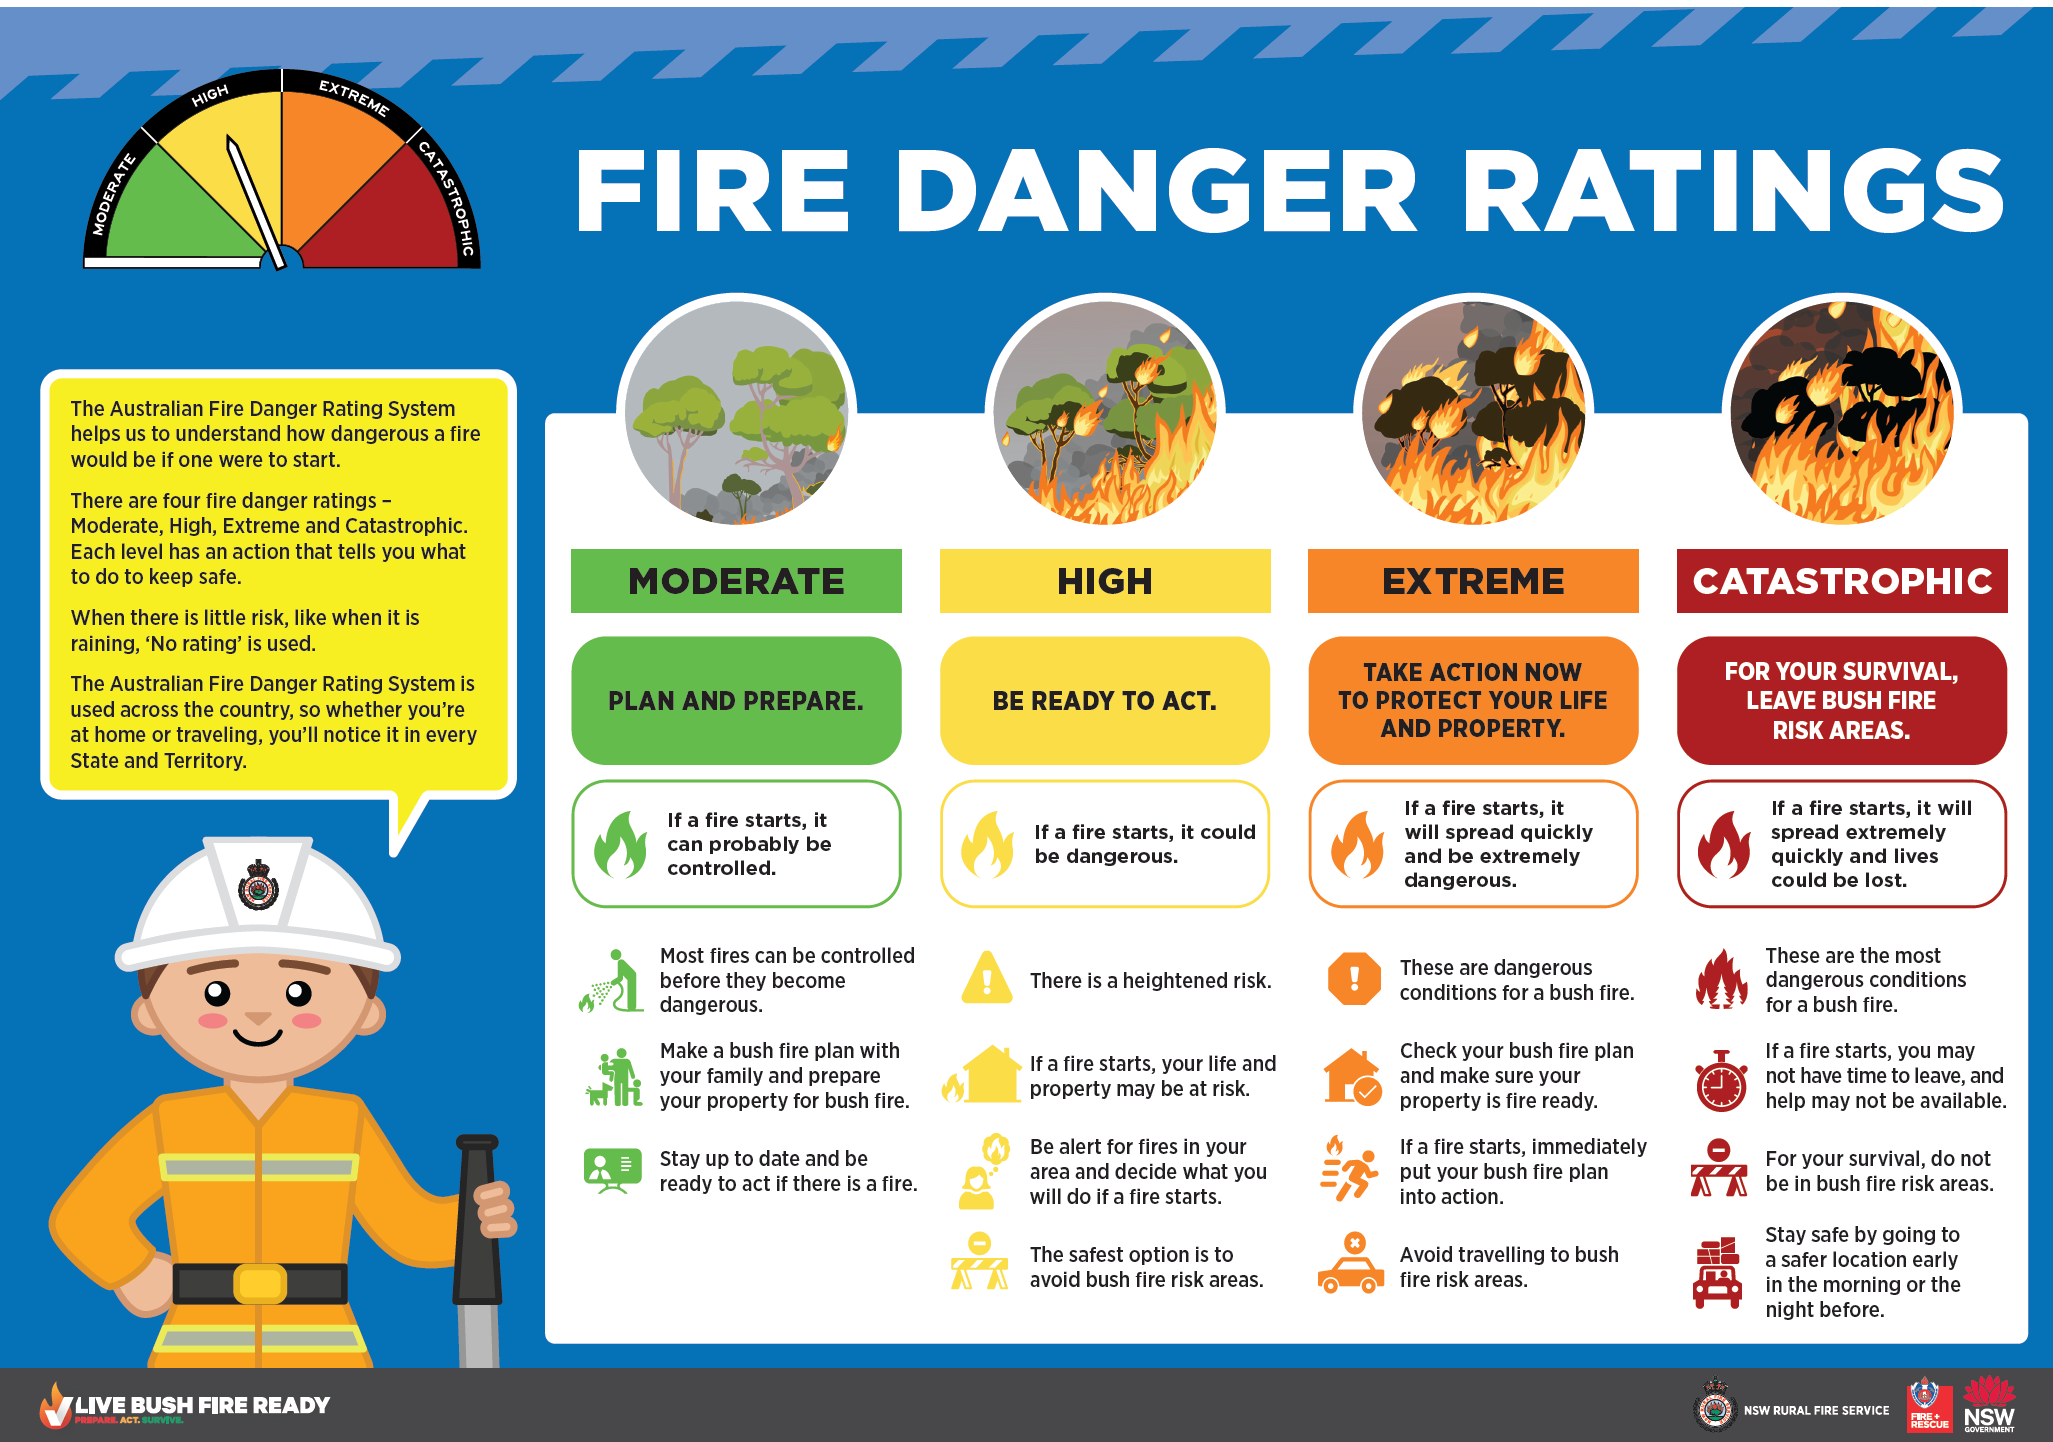 MODERATE
HIGH
EXTREME
CATASTROPHIC
FIRE DANGER RATINGS
The Australian Fire Danger Rating System
helps us to understand how dangerous a fire
would be if one were to start.
There are four fire danger ratings –
Moderate, High, Extreme and Catastrophic.
Each level has an action that tells you what
to do to keep safe.
When there is little risk, like when it is
raining, ‘No rating’ is used.
The Australian Fire Danger Rating System is
used across the country, so whether you’re
at home or traveling, you’ll notice it in every
State and Territory.
MODERATE
PLAN AND PREPARE.
If a fire starts, it
can probably be
controlled.
Most fires can be controlled
before they become
dangerous.
Make a bush fire plan with
your family and prepare
your property for bush fire.
Stay up to date and be
ready to act if there is a fire.
HIGH
BE READY TO ACT.
If a fire starts, it could
be dangerous.
There is a heightened risk.
If a fire starts, your life and
property may be at risk.
Be alert for fires in your
area and decide what you
will do if a fire starts.
The safest option is to
avoid bush fire risk areas.
EXTREME
TAKE ACTION NOW
TO PROTECT YOUR LIFE
AND PROPERTY.
If a fire starts, it
will spread quickly
and be extremely
dangerous.
These are dangerous
conditions for a bush fire.
Check your bush fire plan
and make sure your
property is fire ready.
If a fire starts, immediately
put your bush fire plan
into action.
Avoid travelling to bush
fire risk areas.
CATASTROPHIC
FOR YOUR SURVIVAL,
LEAVE BUSH FIRE
RISK AREAS.
If a fire starts, it will
spread extremely
quickly and lives
could be lost.
These are the most
dangerous conditions
for a bush fire.
If a fire starts, you may
not have time to leave, and
help may not be available.
For your survival, do not
be in bush fire risk areas.
Stay safe by going to
a safer location early
in the morning or the
night before.
LIVE BUSH FIRE READY
PREPARE. ACT. SURVIVE.
NSW RURAL FIRE SERVICE
FIRE+
RESCUE
NSW
GOVERNMENT